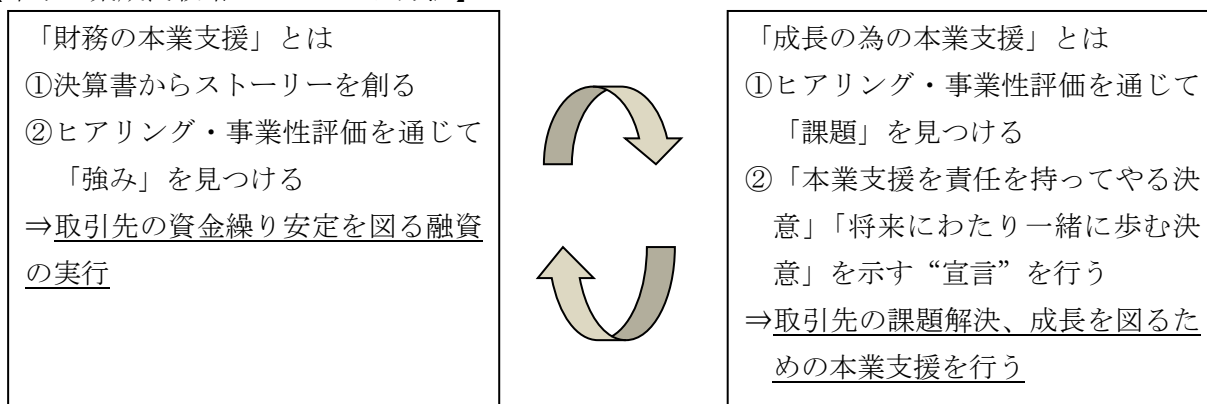 「財務の本業支援」とは
①決算書からストーリーを創る
②ヒアリング・事業性評価を通じて
「強み」を見つける
⇒取引先の資金繰り安定を図る融資
の実行
「成長の為の本業支援」とは
①ヒアリング・事業性評価を通じて
「課題」を見つける
②「本業支援を責任を持ってやる決
意」「将来にわたり一緒に歩む決
意」を示す“宣言”を行う
⇒取引先の課題解決、成長を図るた
めの本業支援を行う